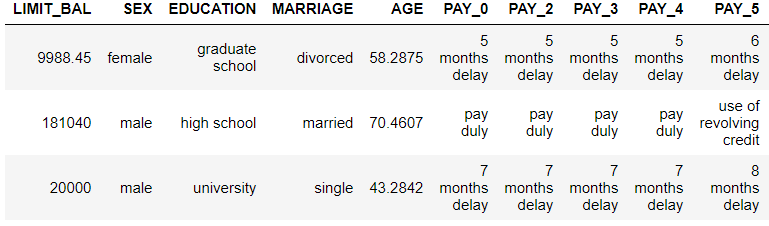 LIMIT_BAL SEX EDUCATION MARRIAGE AGE PAY_0 PAY_2 PAY_3 PAY_4 PAY_5
9988.45 female graduate school divorced 58.2875 5 months delay 5 months delay 5 months delay 5 months delay 6 months delay
181040 male high school married 70.4607 pay duly pay duly pay duly pay duly use of revolving credit
20000 male university single 43.2842 7 months delay 7 months delay 7 months delay 7 months delay 8 months delay